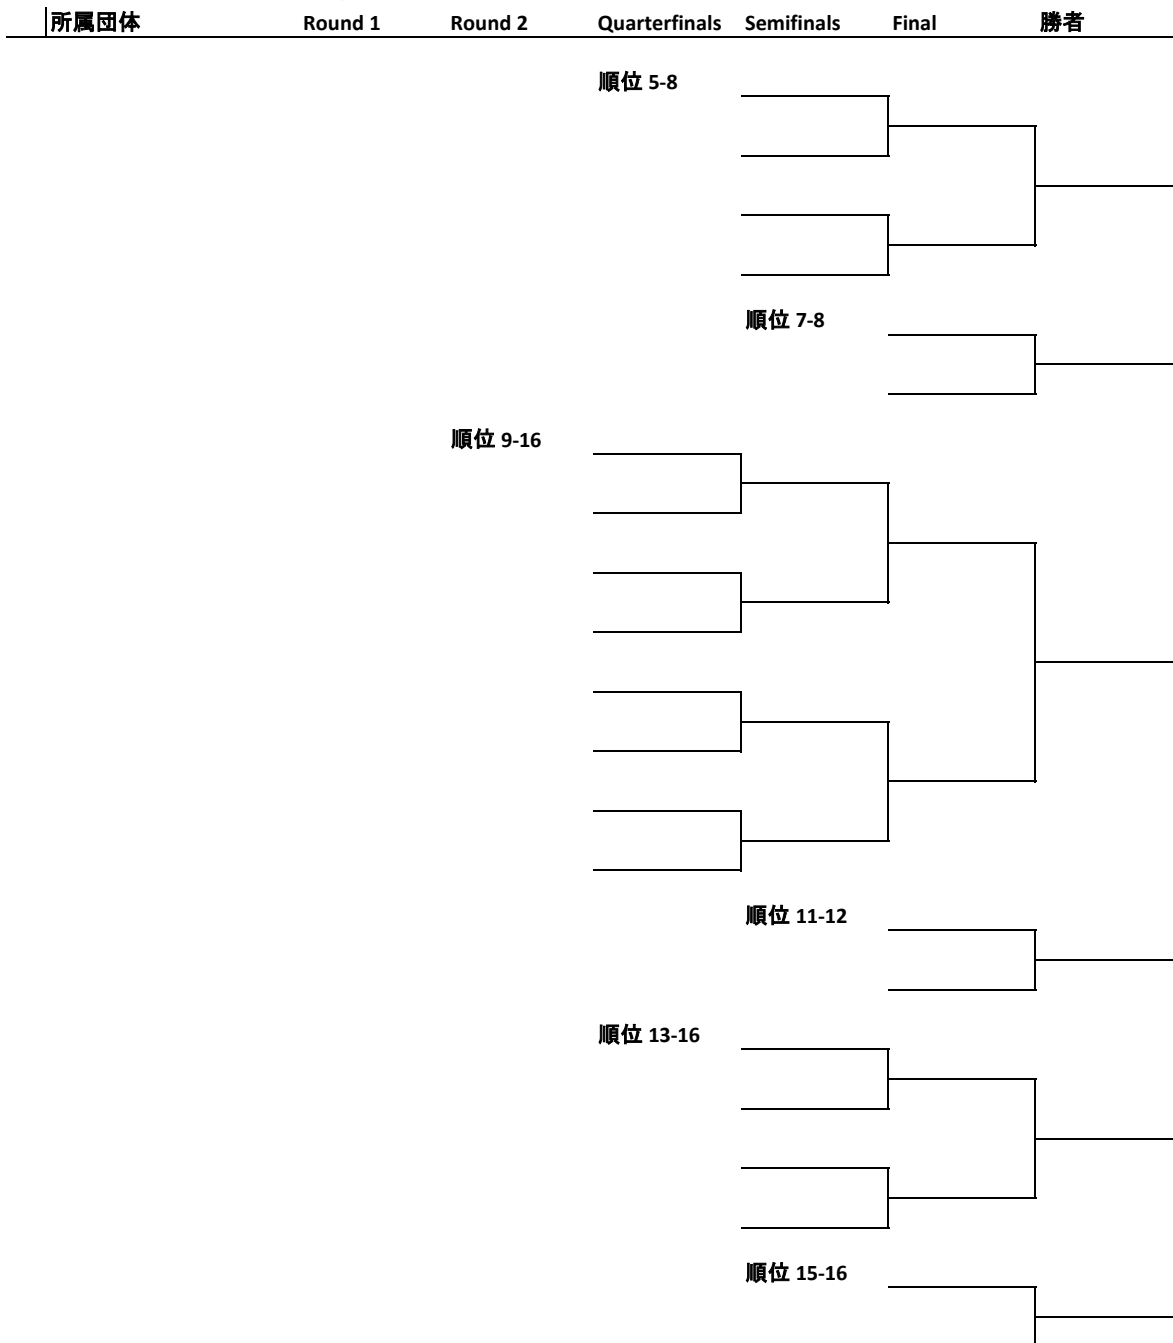 所属団体 Round 1 Round 2 Quarterfinals Semifinals Final 勝者
順位 5-8
順位 7-8
順位 9-16
順位 11-12
順位 13-16
順位 15-16